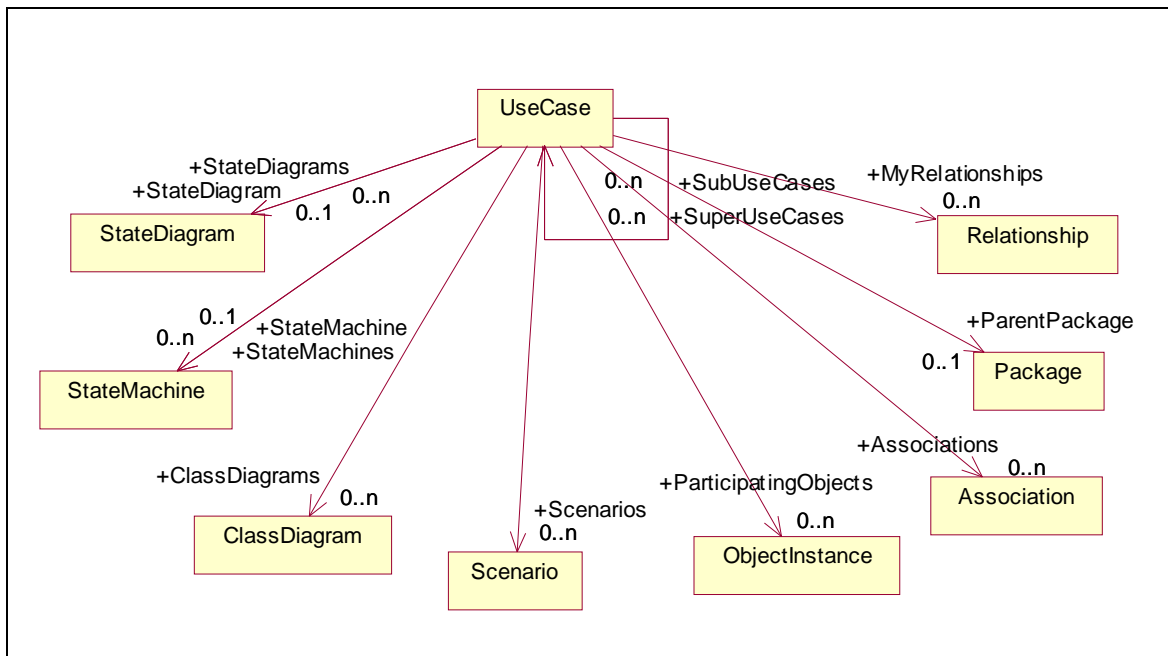 UseCase
+StateDiagrams
+StateDiagram
0..n
0..1
StateDiagram
0..n
+SubUseCases
0..n
+SuperUseCases
+MyRelationships
0..n
Relationship
0..1
+StateMachine
0..n
+StateMachines
StateMachine
+ParentPackage
0..1
Package
+ClassDiagrams
0..n
ClassDiagram
+Scenarios
0..n
Scenario
+ParticipatingObjects
0..n
ObjectInstance
+Associations
0..n
Association